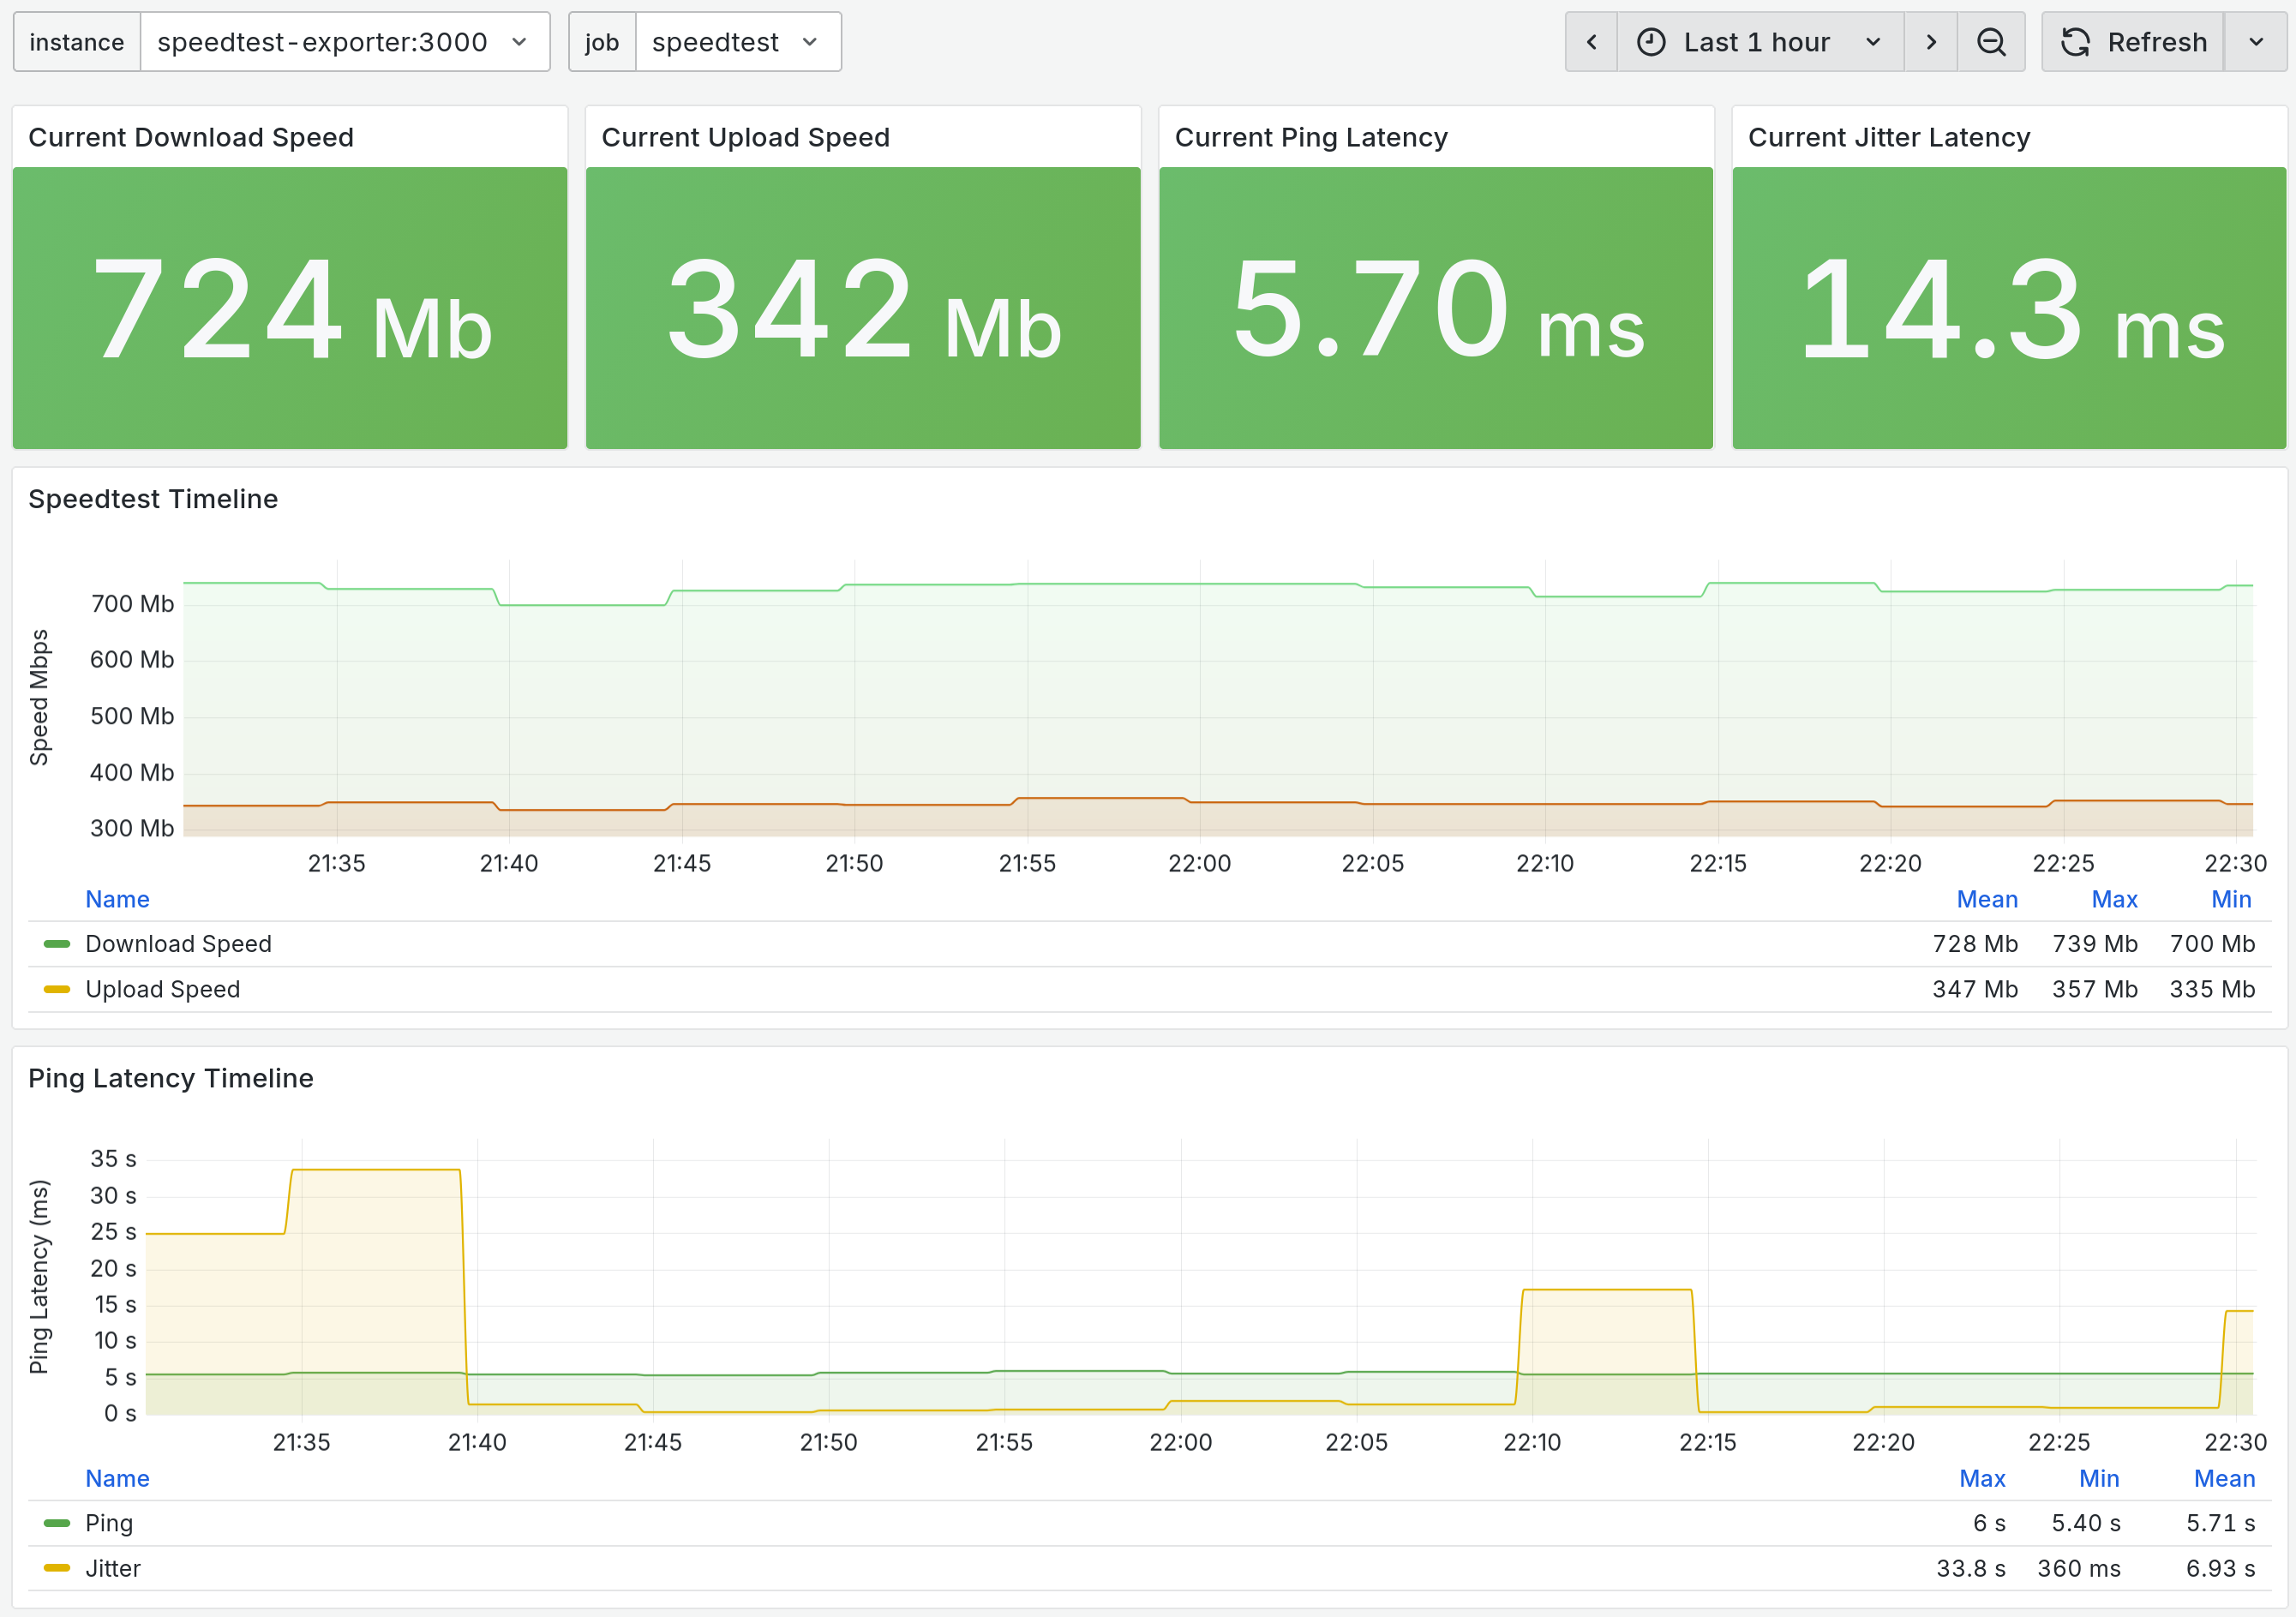 instance speedtest-exporter:3000 job speedtest Last 1 hour Refresh
Current Download Speed
724 Mb
Current Upload Speed
342 Mb
Current Ping Latency
5.70 ms
Current Jitter Latency
14.3 ms
Speedtest Timeline
Speed Mbps
700 Mb
600 Mb
500 Mb
400 Mb
300 Mb
21:35 21:40 21:45 21:50 21:55 22:00 22:05 22:10 22:15 22:20 22:25 22:30
Name Mean Max Min
Download Speed 728 Mb 739 Mb 700 Mb
Upload Speed 347 Mb 357 Mb 335 Mb
Ping Latency Timeline
Ping Latency (ms)
35 s
30 s
25 s
20 s
15 s
10 s
5 s
0 s
21:35 21:40 21:45 21:50 21:55 22:00 22:05 22:10 22:15 22:20 22:25 22:30
Name Max Min Mean
Ping 6 s 5.40 s 5.71 s
Jitter 33.8 s 360 ms 6.93 s